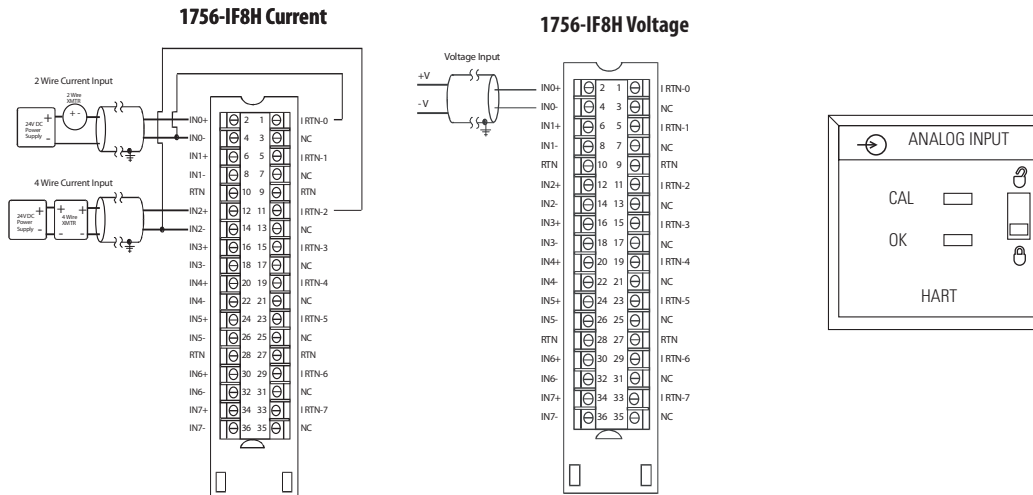 1756-IF8H Current
2 Wire Current Input
2 Wire
XMTR
+ -
24V DC
Power
Supply
+
-
4 Wire Current Input
24V DC
Power
Supply
+
-
+ +
4 Wire
XMTR
- -
IN0+ 2 1 I RTN-0
IN0- 4 3 NC
IN1+ 6 5 I RTN-1
IN1- 8 7 NC
RTN 10 9 RTN
IN2+ 12 11 I RTN-2
IN2- 14 13 NC
IN3+ 16 15 I RTN-3
IN3- 18 17 NC
IN4+ 20 19 I RTN-4
IN4- 22 21 NC
IN5+ 24 23 I RTN-5
IN5- 26 25 NC
RTN 28 27 RTN
IN6+ 30 29 I RTN-6
IN6- 32 31 NC
IN7+ 34 33 I RTN-7
IN7- 36 35 NC
1756-IF8H Voltage
Voltage Input
+V
-V
IN0+ 2 1 I RTN-0
IN0- 4 3 NC
IN1+ 6 5 I RTN-1
IN1- 8 7 NC
RTN 10 9 RTN
IN2+ 12 11 I RTN-2
IN2- 14 13 NC
IN3+ 16 15 I RTN-3
IN3- 18 17 NC
IN4+ 20 19 I RTN-4
IN4- 22 21 NC
IN5+ 24 23 I RTN-5
IN5- 26 25 NC
RTN 28 27 RTN
IN6+ 30 29 I RTN-6
IN6- 32 31 NC
IN7+ 34 33 I RTN-7
IN7- 36 35 NC
ANALOG INPUT
CAL
OK
HART